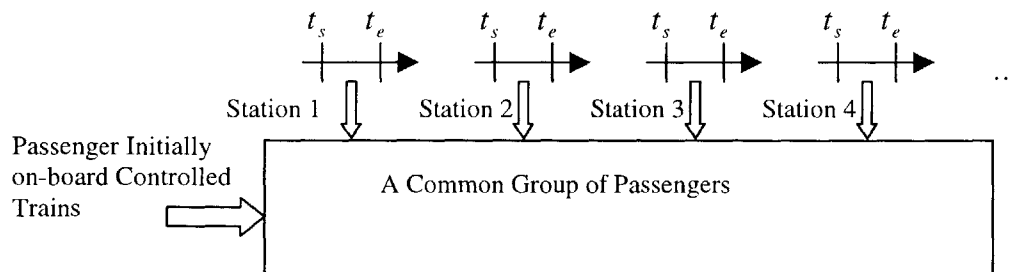 t_s t_e t_s t_e t_s t_e t_s t_e
..
Station 1 Station 2 Station 3 Station 4
Passenger Initially
on-board Controlled
Trains
A Common Group of Passengers